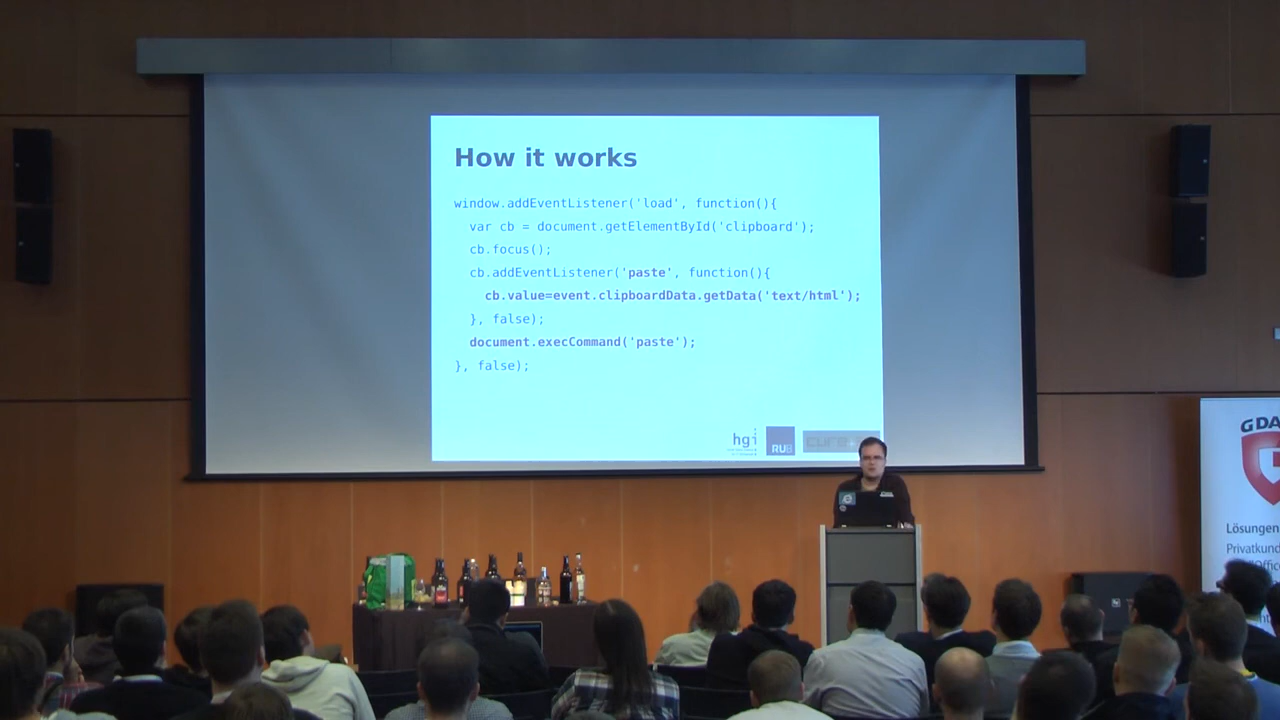 How it works
window.addEventListener('load', function(){
var cb = document.getElementById('clipboard');
cb.focus();
cb.addEventListener('paste', function(){
cb.value=event.clipboardData.getData('text/html');
}, false);
document.execCommand('paste');
}, false);
hgi
RUB
GDA
Lösungen
Privatkund